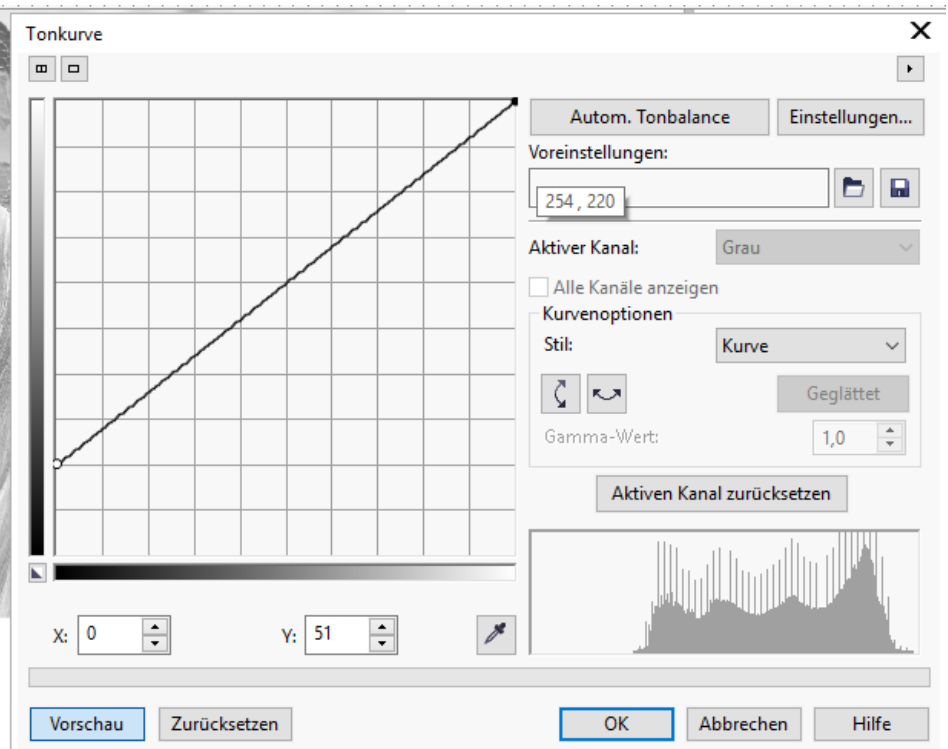 Tonkurve
Autom. Tonbalance
Einstellungen...
Voreinstellungen:
254 , 220
Aktiver Kanal:
Grau
Alle Kanäle anzeigen
Kurvenoptionen
Stil:
Kurve
Geglättet
Gamma-Wert:
1,0
Aktiven Kanal zurücksetzen
X: 0
Y: 51
Vorschau
Zurücksetzen
OK
Abbrechen
Hilfe